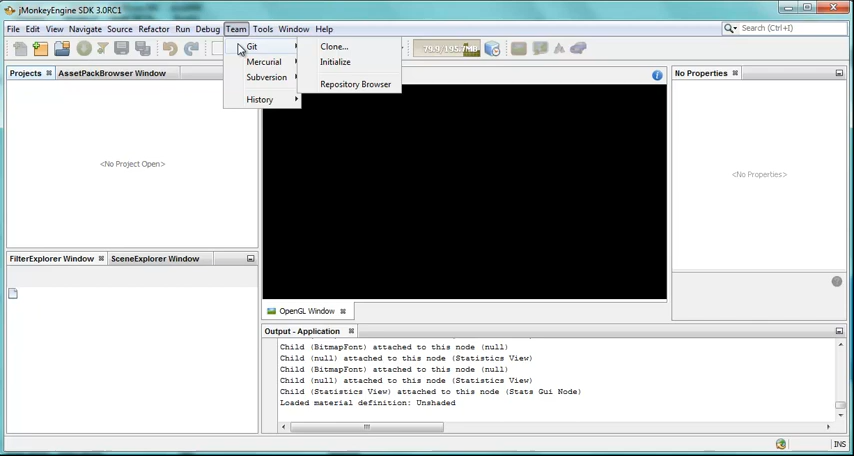 jMonkeyEngine SDK 3.0RC1
File Edit View Navigate Source Refactor Run Debug Team Tools Window Help
Search (Ctrl+I)
79.9/195.7MB
Git
Mercurial
Subversion
History
Clone...
Initialize
Repository Browser
Projects AssetPackBrowser Window
<No Project Open>
No Properties
<No Properties>
FilterExplorer Window SceneExplorer Window
OpenGL Window
Output - Application
Child (BitmapFont) attached to this node (null)
Child (null) attached to this node (Statistics View)
Child (BitmapFont) attached to this node (null)
Child (null) attached to this node (Statistics View)
Child (Statistics View) attached to this node (Stats Gui Node)
Loaded material definition: Unshaded
INS